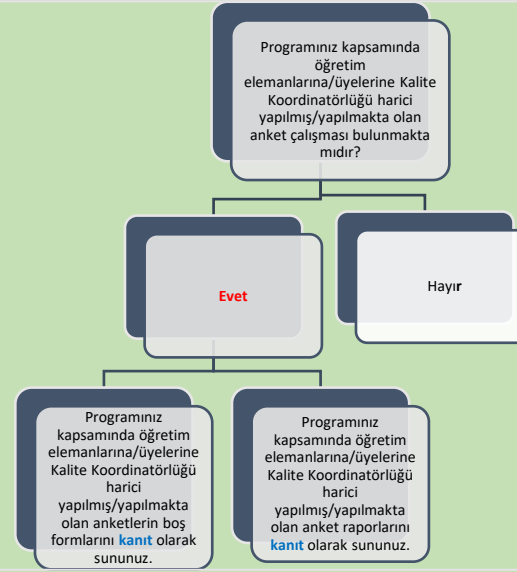 Programınız kapsamında
öğretim
elemanlarına/üyelerine Kalite
Koordinatörlüğü harici
yapılmış/yapılmakta olan
anket çalışması bulunmakta
mıdır?
Evet
Hayır
Programınız
kapsamında öğretim
elemanlarına/üyelerine
Kalite Koordinatörlüğü
harici
yapılmış/yapılmakta
olan anketlerin boş
formlarını kanıt olarak
sununuz.
Programınız
kapsamında öğretim
elemanlarına/üyelerine
Kalite Koordinatörlüğü
harici
yapılmış/yapılmakta
olan anket raporlarını
kanıt olarak sununuz.